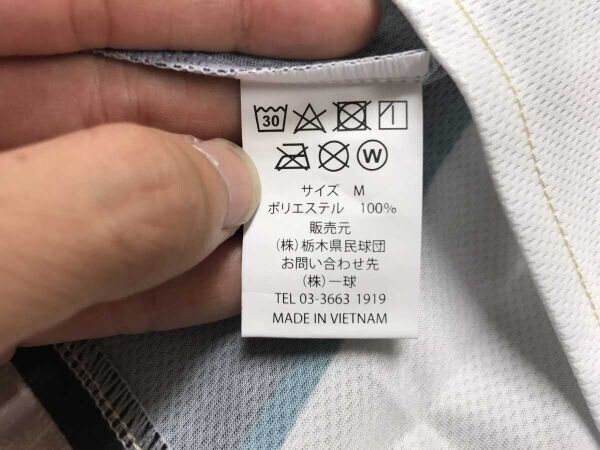 30
W
サイズ M
ポリエステル 100%
販売元
(株)栃木県民球団
お問い合わせ先
(株)一球
TEL 03-3663 1919
MADE IN VIETNAM